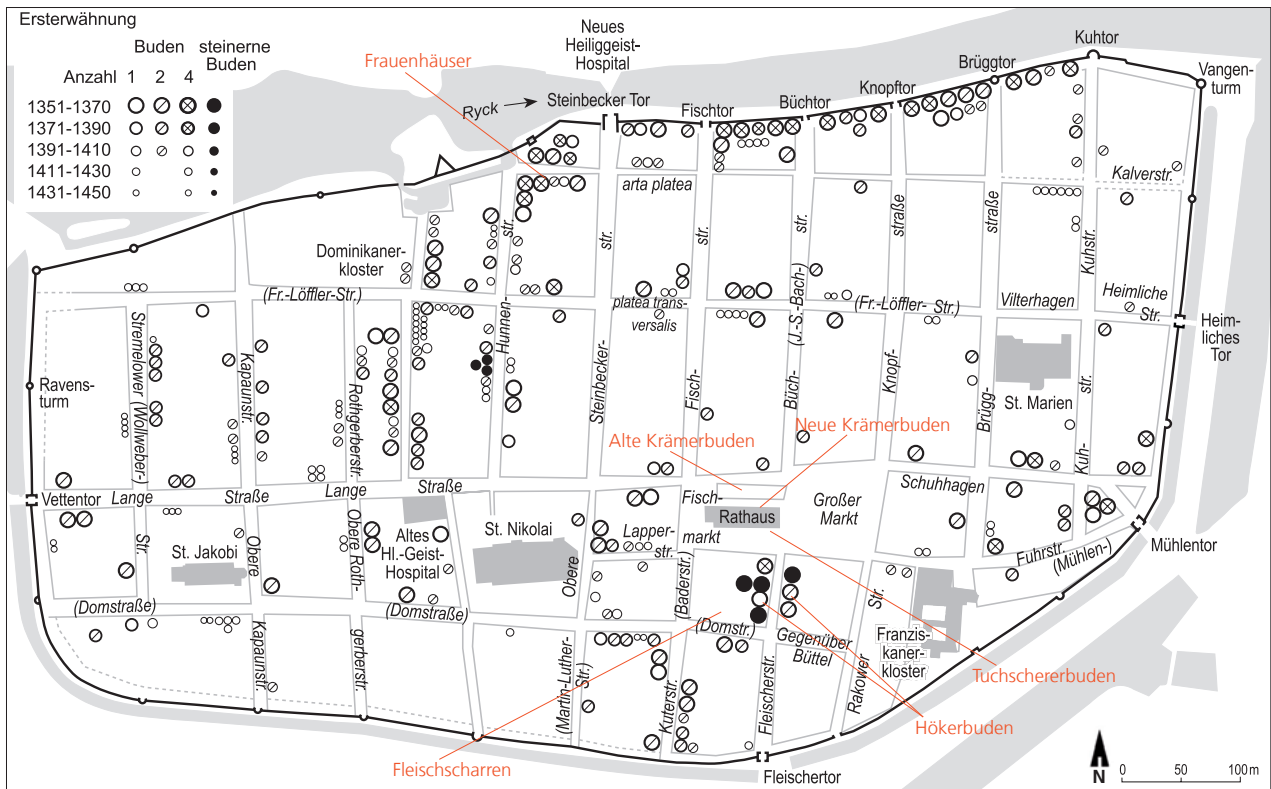 Ersterwähnung
Buden
steinerne
Buden
Anzahl 1 2 4
1351-1370
1371-1390
1391-1410
1411-1430
1431-1450
Neues
Heiliggeist-
Hospital
Frauenhäuser
Ryck
Steinbecker Tor
Fischtor
Büchtor
Knopftor
Brüggtor
Kuhtor
Vangen-
turm
arta platea
Kalverstr.
str.
str.
str.
str.
straße
straße
Kuhstr.
Dominikaner-
kloster
(Fr.-Löffler-Str.)
platea trans-
versalis
(J.-S.-Bach-)
(Fr.-Löffler- Str.)
Vilterhagen
Heimliche
Str.
Heim-
liches
Tor
Stremelower (Wollweber-)
Str.
Kapaunstr.
Rothgerberstr.
Hunnen-
Steinbecker-
Fisch-
Büch-
Knopf-
Brügg-
Kuh-
str.
Ravens-
turm
St. Marien
Alte Krämerbuden
Neue Krämerbuden
Vettentor
Lange
Straße
Lange
Straße
Fisch-
markt
Rathaus
Großer
Markt
Schuhhagen
St. Jakobi
Obere
Kapaunstr.
Obere Roth-
gerberstr.
Altes
Hl.-Geist-
Hospital
St. Nikolai
Obere
Lapper-
str.
(Baderstr.)
Fuhrstr.
(Mühlen-)
Mühlentor
(Domstraße)
(Domstraße)
(Domstr.)
Gegenüber
Büttel
Str.
Rakower
Franzis-
kaner-
kloster
(Martin-Luther-
Str.)
Kuterstr.
Fleischerstr.
Tuchschererbuden
Hökerbuden
Fleischscharren
Fleischertor
N
0 50 100 m